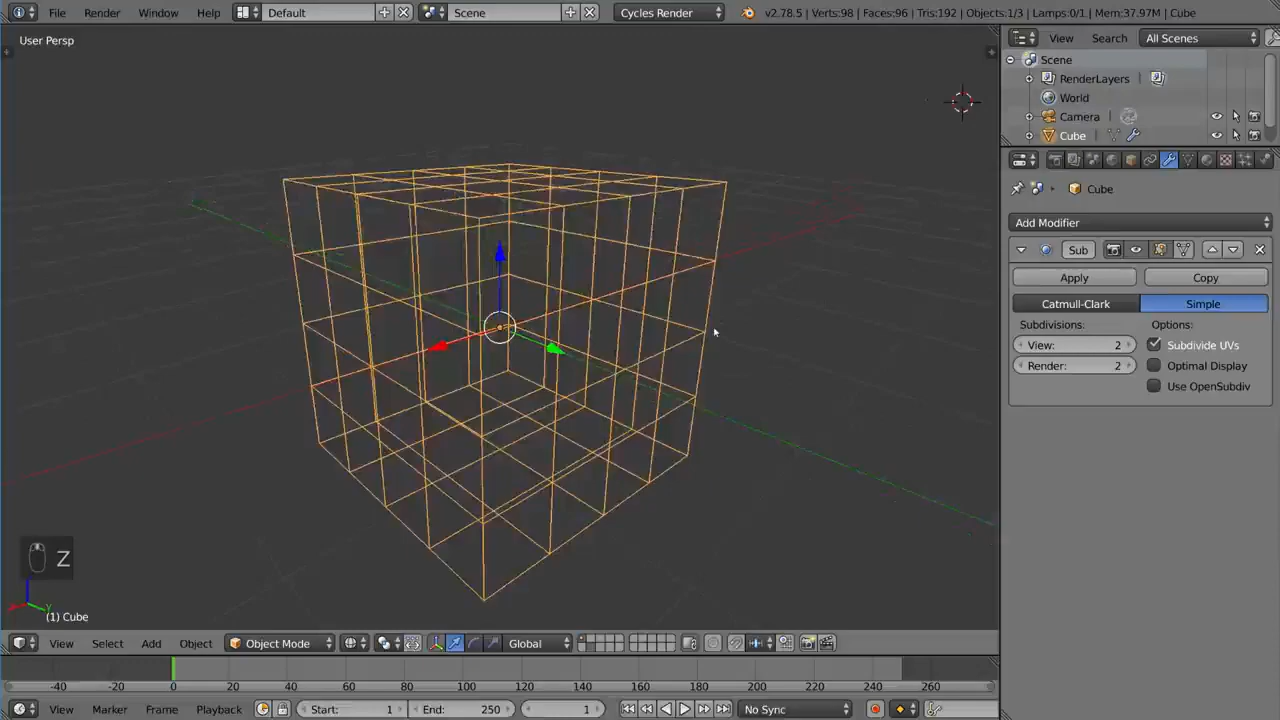 File Render Window Help Default Scene Cycles Render v2.78.5 | Verts:98 | Faces:96 | Tris:192 | Objects:1/3 | Lamps:0/1 | Mem:37.97M | Cube
User Persp
View Search All Scenes
Scene
RenderLayers
World
Camera
Cube
Cube
Add Modifier
Sub
Apply Copy
Catmull-Clark Simple
Subdivisions: Options:
View: 2 Subdivide UVs
Render: 2 Optimal Display
Use OpenSubdiv
Z
(1) Cube
View Select Add Object Object Mode Global
-40 -20 0 20 40 60 80 100 120 140 160 180 200 220 240 260
View Marker Frame Playback Start: 1 End: 250 1 No Sync